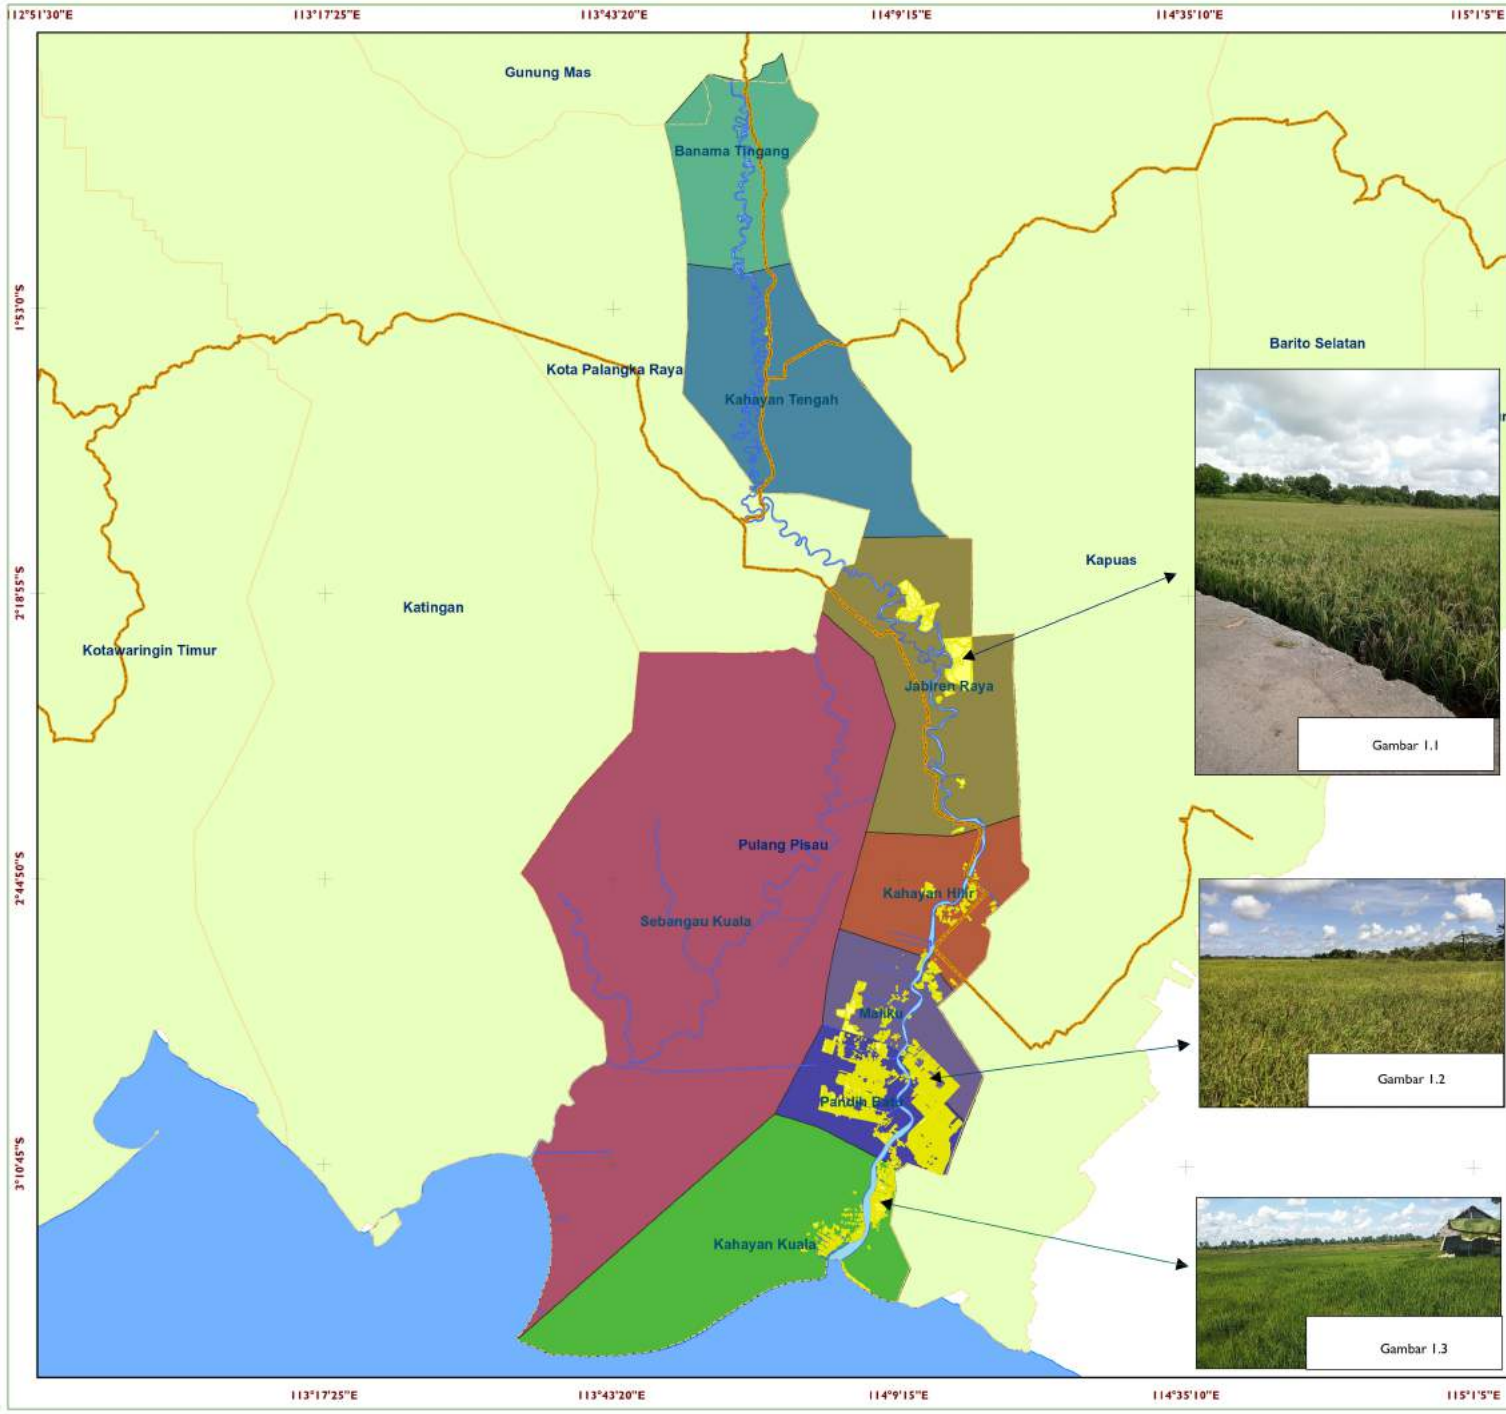 112°51'30"E
113°17'25"E
113°43'20"E
114°9'15"E
114°35'10"E
115°1'5"E
Gunung Mas
Banama Tingang
1°53'0"S
Barito Selatan
Kota Palangka Raya
Kahayan Tengah
Kapuas
2°18'55"S
Katingan
Kotawaringin Timur
Jabiren Raya
Gambar 1.1
Pulang Pisau
2°44'50"S
Kahayan Hilir
Sebangau Kuala
Maliku
Gambar 1.2
Pandih Batu
3°10'45"S
Kahayan Kuala
Gambar 1.3
113°17'25"E
113°43'20"E
114°9'15"E
114°35'10"E
115°1'5"E